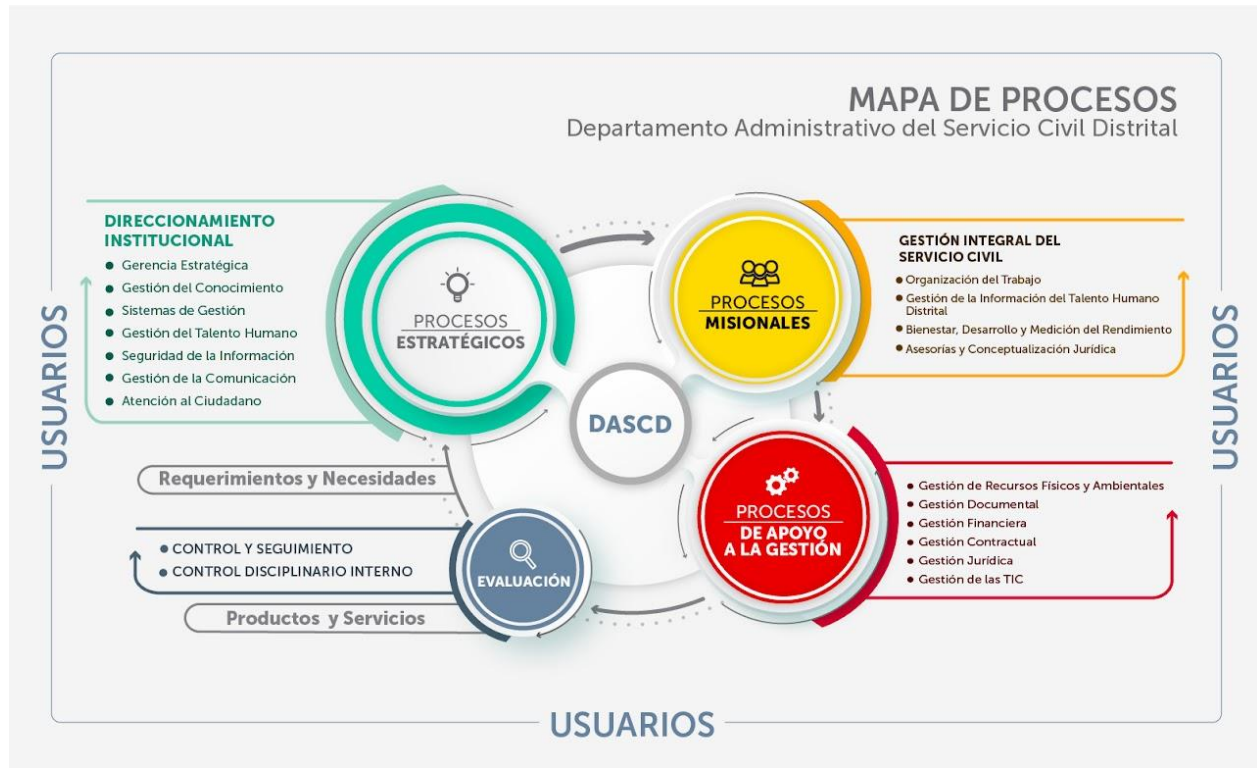 MAPA DE PROCESOS
Departamento Administrativo del Servicio Civil Distrital
DIRECCIONAMIENTO
INSTITUCIONAL
Gerencia Estratégica
Gestión del Conocimiento
Sistemas de Gestión
Gestión del Talento Humano
Seguridad de la Información
Gestión de la Comunicación
Atención al Ciudadano
PROCESOS
ESTRATÉGICOS
PROCESOS
MISIONALES
GESTIÓN INTEGRAL DEL
SERVICIO CIVIL
Organización del Trabajo
Gestión de la Información del Talento Humano
Distrital
Bienestar, Desarrollo y Medición del Rendimiento
Asesorías y Conceptualización Jurídica
USUARIOS
USUARIOS
DASCD
Requerimientos y Necesidades
PROCESOS
DE APOYO
A LA GESTIÓN
Gestión de Recursos Físicos y Ambientales
Gestión Documental
Gestión Financiera
Gestión Contractual
Gestión Jurídica
Gestión de las TIC
CONTROL Y SEGUIMIENTO
CONTROL DISCIPLINARIO INTERNO
EVALUACIÓN
Productos y Servicios
USUARIOS